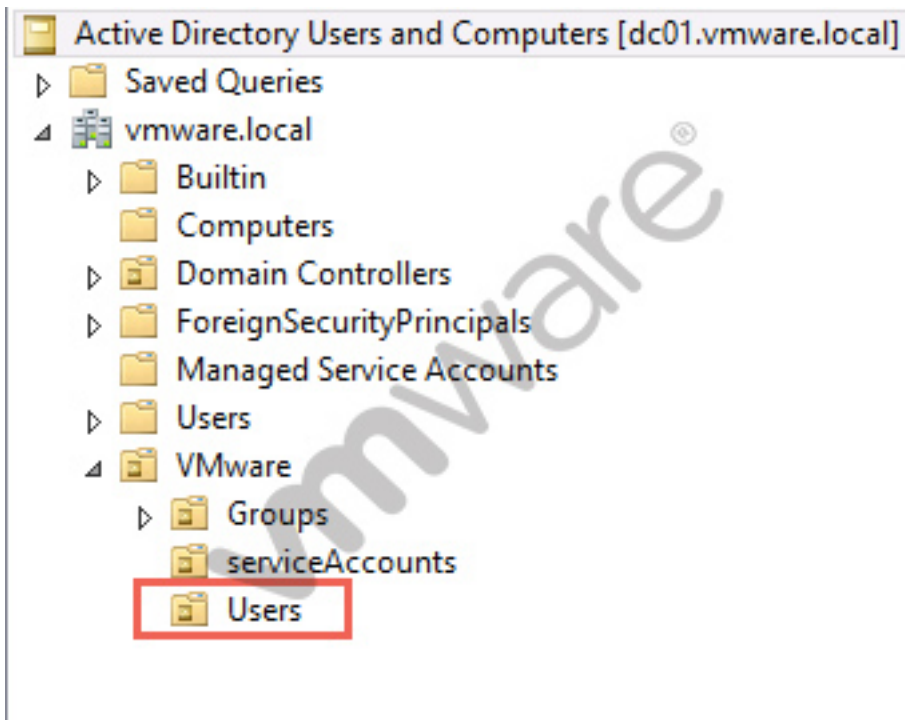 Active Directory Users and Computers [dc01.vmware.local]
Saved Queries
vmware.local
Builtin
Computers
Domain Controllers
ForeignSecurityPrincipals
Managed Service Accounts
Users
VMware
Groups
serviceAccounts
Users
vmware®